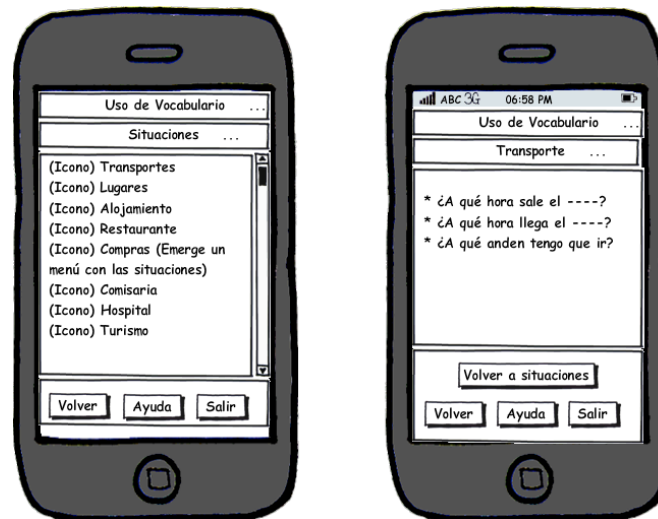 Uso de Vocabulario ...
Situaciones ...
(Icono) Transportes
(Icono) Lugares
(Icono) Alojamiento
(Icono) Restaurante
(Icono) Compras (Emerge un
menú con las situaciones)
(Icono) Comisaria
(Icono) Hospital
(Icono) Turismo
Volver Ayuda Salir
ABC 3G 06:58 PM
Uso de Vocabulario ...
Transporte ...
* ¿A qué hora sale el ----?
* ¿A qué hora llega el ----?
* ¿A qué anden tengo que ir?
Volver a situaciones
Volver Ayuda Salir